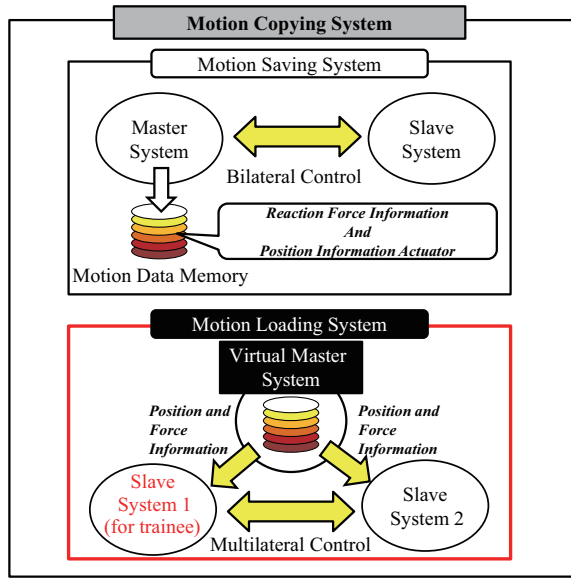 Motion Copying System
Motion Saving System
Master
System
Slave
System
Bilateral Control
Reaction Force Information
And
Position Information Actuator
Motion Data Memory
Motion Loading System
Virtual Master
System
Position and
Force
Information
Position and
Force
Information
Slave
System 1
(for trainee)
Slave
System 2
Multilateral Control